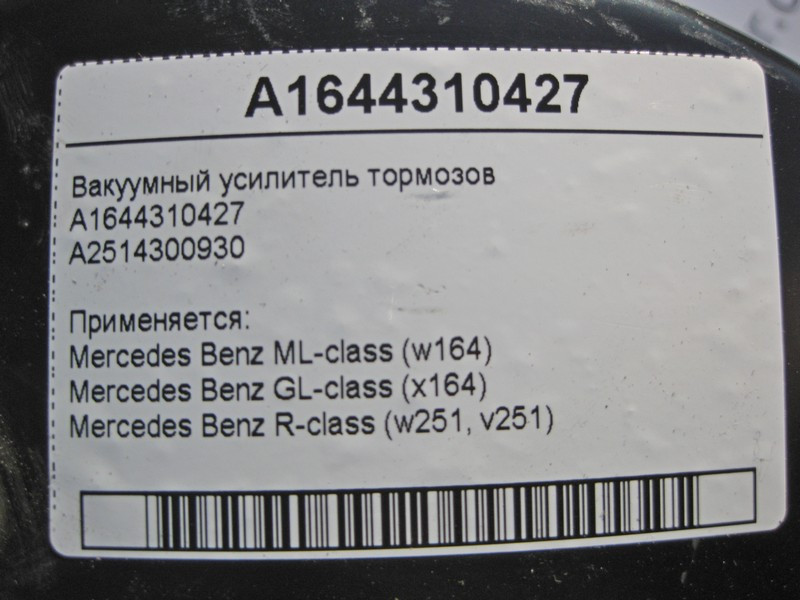 A1644310427
Вакуумный усилитель тормозов
A1644310427
A2514300930
Применяется:
Mercedes Benz ML-class (w164)
Mercedes Benz GL-class (x164)
Mercedes Benz R-class (w251, v251)